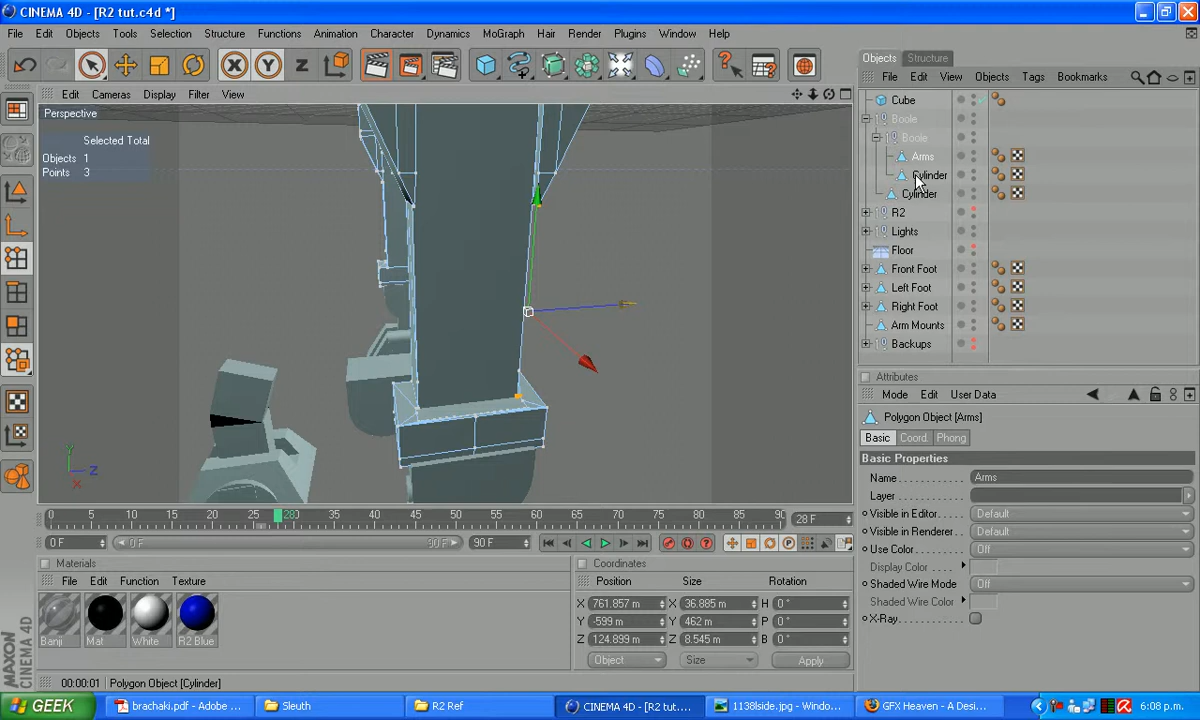 CINEMA 4D - [R2 tut.c4d *]
File Edit Objects Tools Selection Structure Functions Animation Character Dynamics MoGraph Hair Render Plugins Window Help
Objects Structure
File Edit View Objects Tags Bookmarks
Edit Cameras Display Filter View
Perspective
Selected Total
Objects 1
Points 3
Cube
Boole
Boole
Arms
Cylinder
Cylinder
R2
Lights
Floor
Front Foot
Left Foot
Right Foot
Arm Mounts
Backups
Attributes
Mode Edit User Data
Polygon Object [Arms]
Basic Coord. Phong
Basic Properties
Name Arms
Layer
Visible in Editor Default
Visible in Renderer Default
Use Color Off
Display Color
Shaded Wire Mode Off
Shaded Wire Color
X-Ray
Y
Z
X
0 5 10 15 20 25 280 35 40 45 50 55 60 65 70 75 80 85 90 28 F
0 F 0 F 90 F 90 F
Materials
File Edit Function Texture
Banji Mat White R2 Blue
Coordinates
Position Size Rotation
X 761.857 m X 36.885 m H 0 °
Y -599 m Y 462 m P 0 °
Z 124.899 m Z 8.545 m B 0 °
Object Size Apply
MAXON CINEMA 4D
00:00:01 Polygon Object [Cylinder]
GEEK brachaki.pdf - Adobe ... Sleuth R2 Ref CINEMA 4D - [R2 tut.... 1138lside.jpg - Windo... GFX Heaven - A Desi... 6:08 p.m.